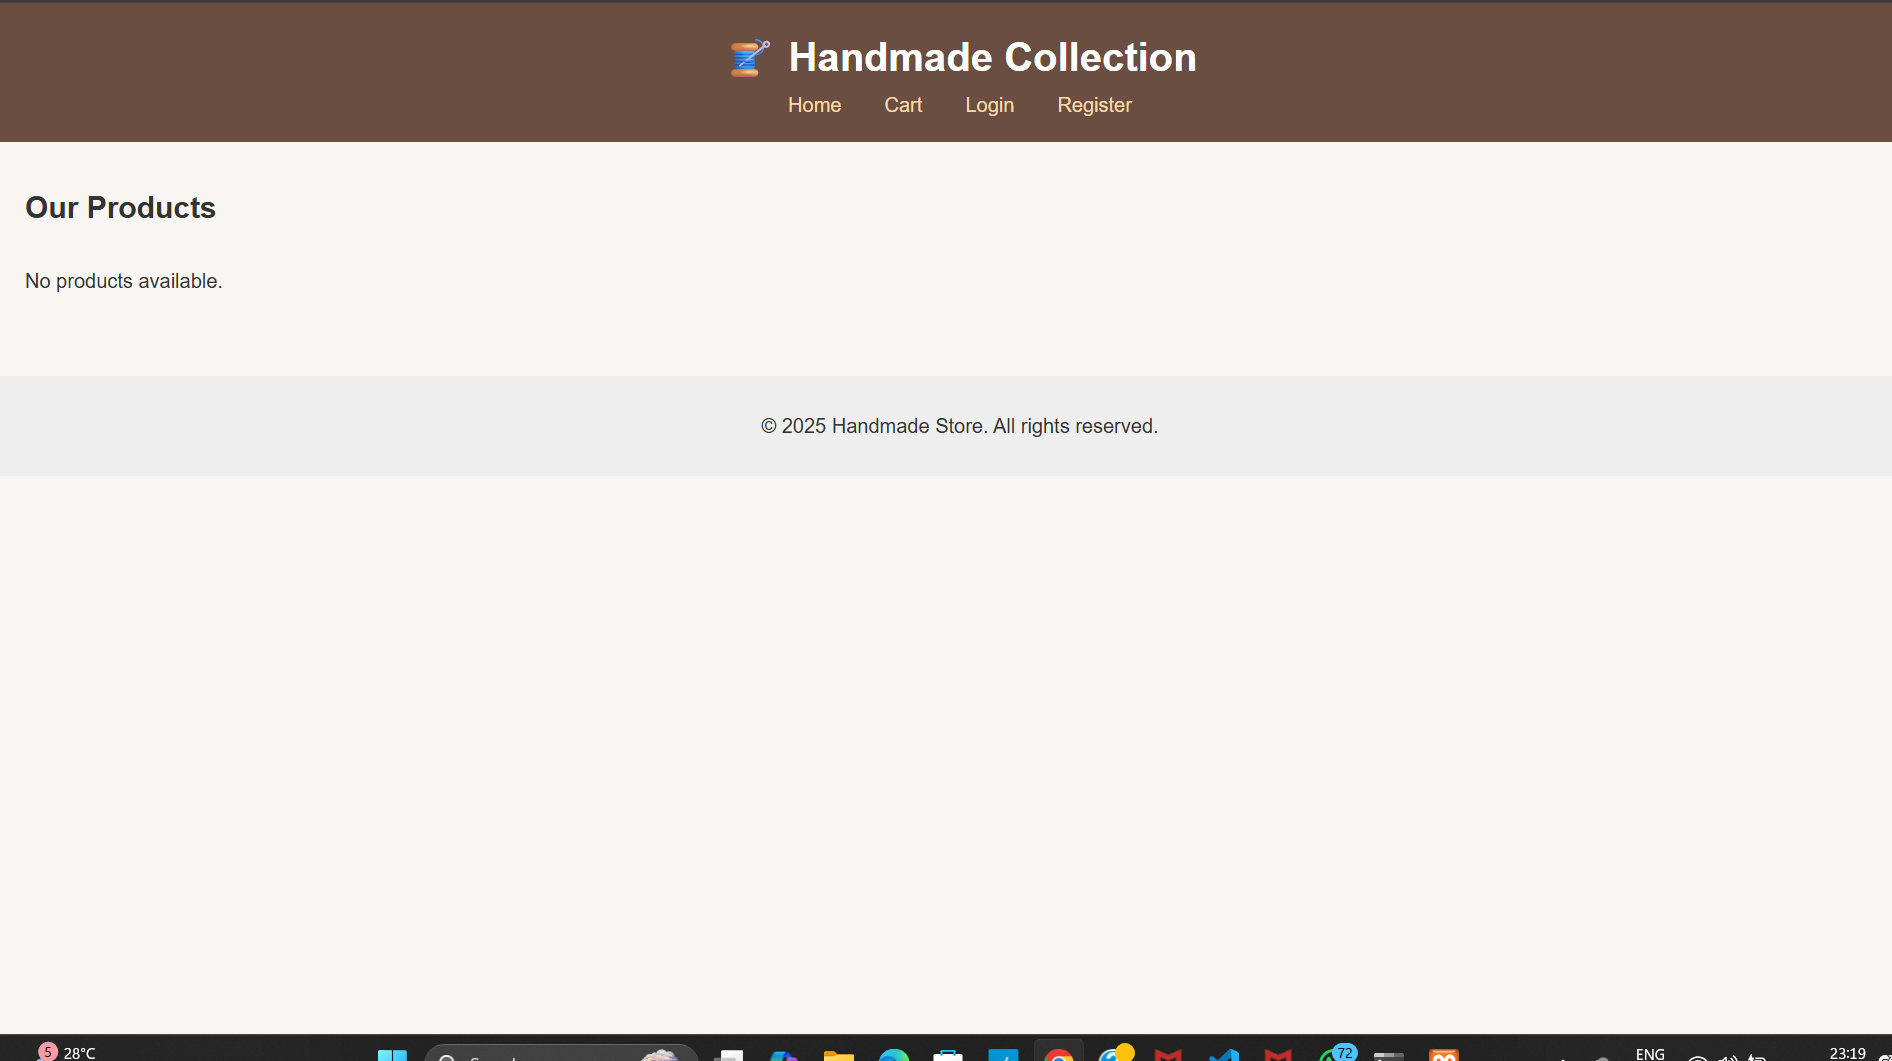 Handmade Collection
Home Cart Login Register
Our Products
No products available.
© 2025 Handmade Store. All rights reserved.
5 28°C
72
ENG
23:19